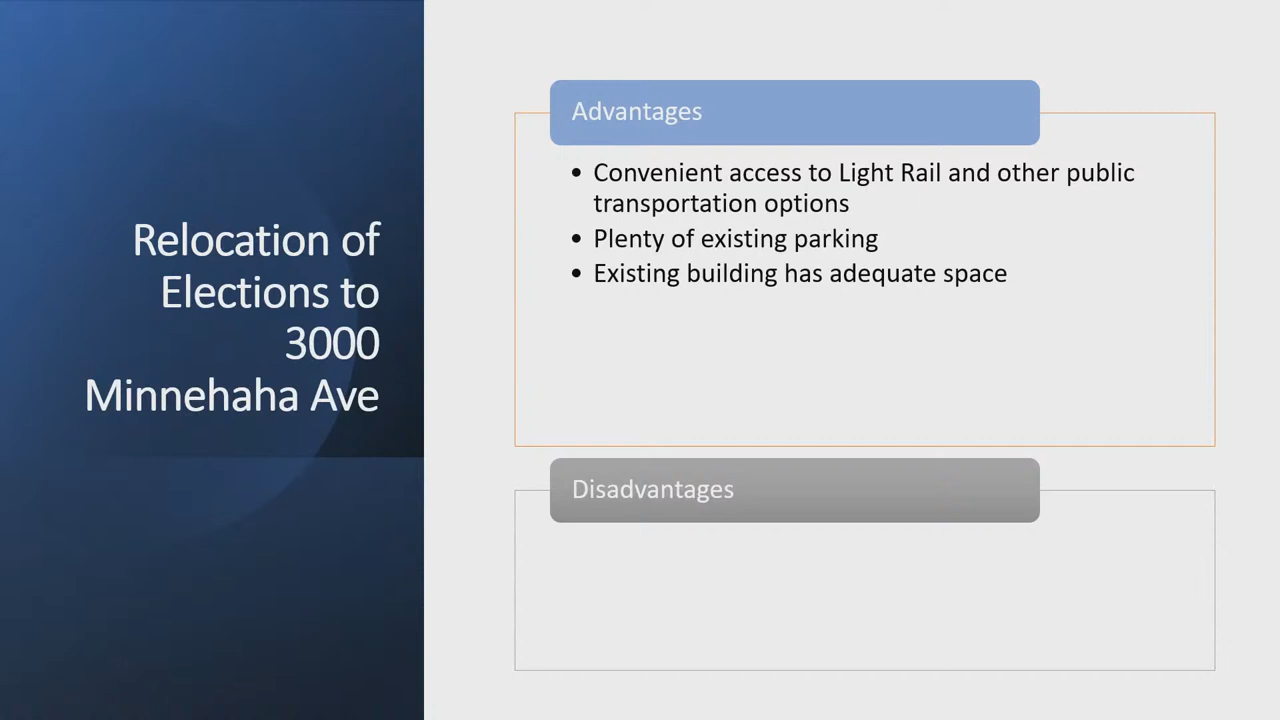 Relocation of
Elections to
3000
Minnehaha Ave
Advantages
• Convenient access to Light Rail and other public
transportation options
• Plenty of existing parking
• Existing building has adequate space
Disadvantages